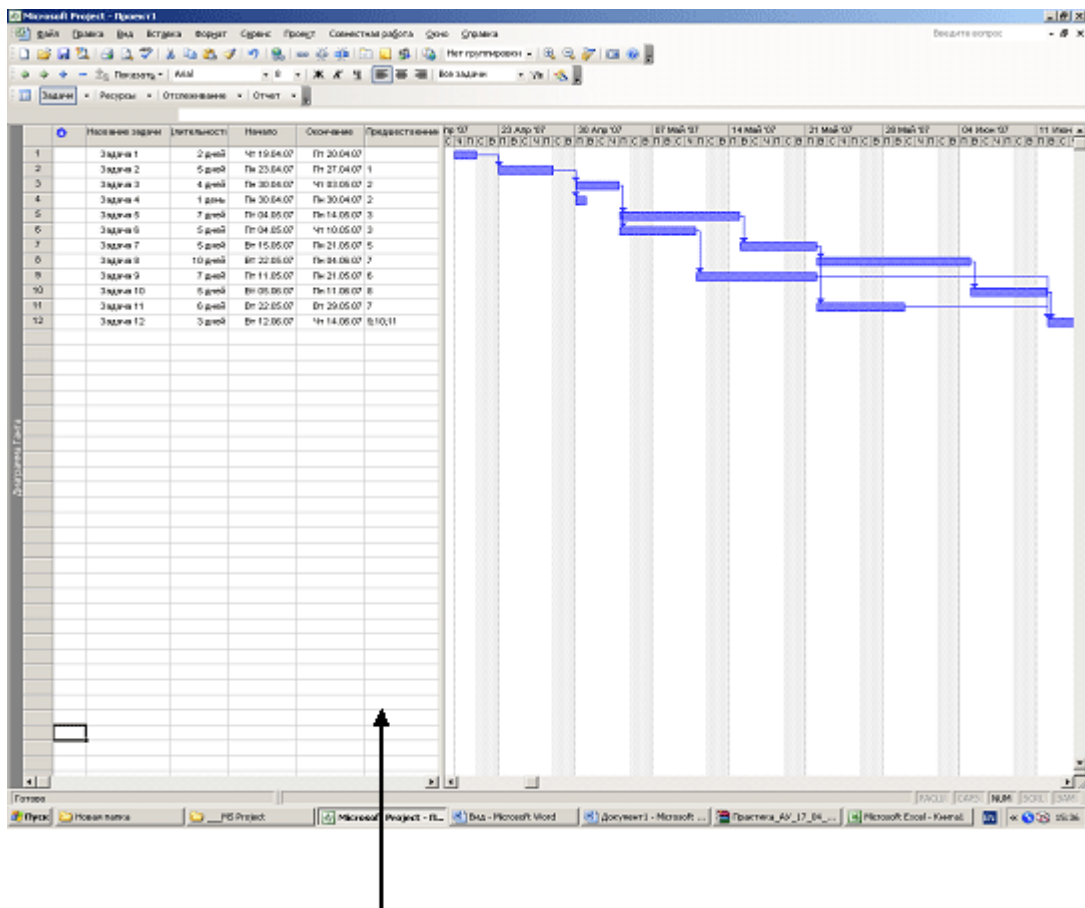 Microsoft Project - Проект1
Файл Правка Вид Вставка Формат Сервис Проект Совместная работа Окно Справка Введите вопрос
Показать Arial 8 Ж К Ч Все задачи
Нет группировки
Задачи Ресурсы Отслеживание Отчет
Название задачи Длительность Начало Окончание Предшественник
1 Задача 1 2 дней Чт 19.04.07 Пт 20.04.07
2 Задача 2 5 дней Пн 23.04.07 Пт 27.04.07 1
3 Задача 3 4 дней Пн 30.04.07 Чт 03.05.07 2
4 Задача 4 1 день Пн 30.04.07 Пн 30.04.07 2
5 Задача 5 7 дней Пт 04.05.07 Пн 14.05.07 3
6 Задача 6 5 дней Пт 04.05.07 Чт 10.05.07 3
7 Задача 7 5 дней Вт 15.05.07 Пн 21.05.07 5
8 Задача 8 10 дней Вт 22.05.07 Пн 04.06.07 7
9 Задача 9 7 дней Пт 11.05.07 Пн 21.05.07 6
10 Задача 10 5 дней Вт 05.06.07 Пн 11.06.07 8
11 Задача 11 6 дней Вт 22.05.07 Вт 29.05.07 7
12 Задача 12 3 дней Вт 12.06.07 Чт 14.06.07 9;10;11
пр '07 23 Апр '07 30 Апр '07 07 Май '07 14 Май '07 21 Май '07 28 Май '07 04 Июн '07 11 Июн
Диаграмма Ганта
Готово NUM
Пуск Новая папка __MS Project Microsoft Project - П... Вид - Microsoft Word Документ1 - Microsoft ... Практика_АУ_17_04_... Microsoft Excel - Книга1 EN 15:36